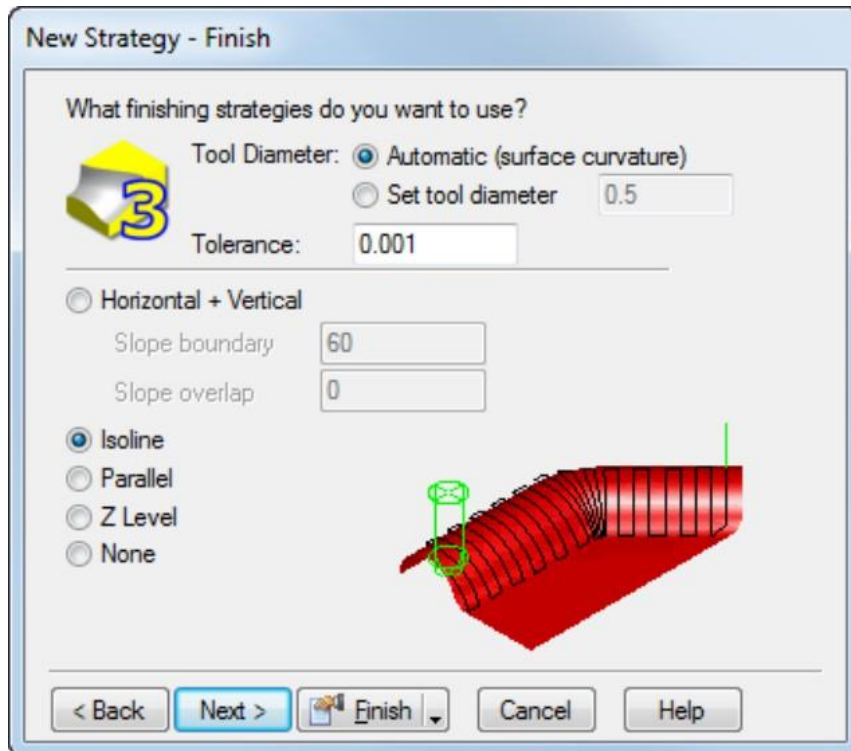 New Strategy - Finish
What finishing strategies do you want to use?
Tool Diameter: Automatic (surface curvature)
Set tool diameter 0.5
3
Tolerance: 0.001
Horizontal + Vertical
Slope boundary 60
Slope overlap 0
Isoline
Parallel
Z Level
None
< Back Next > Finish Cancel Help